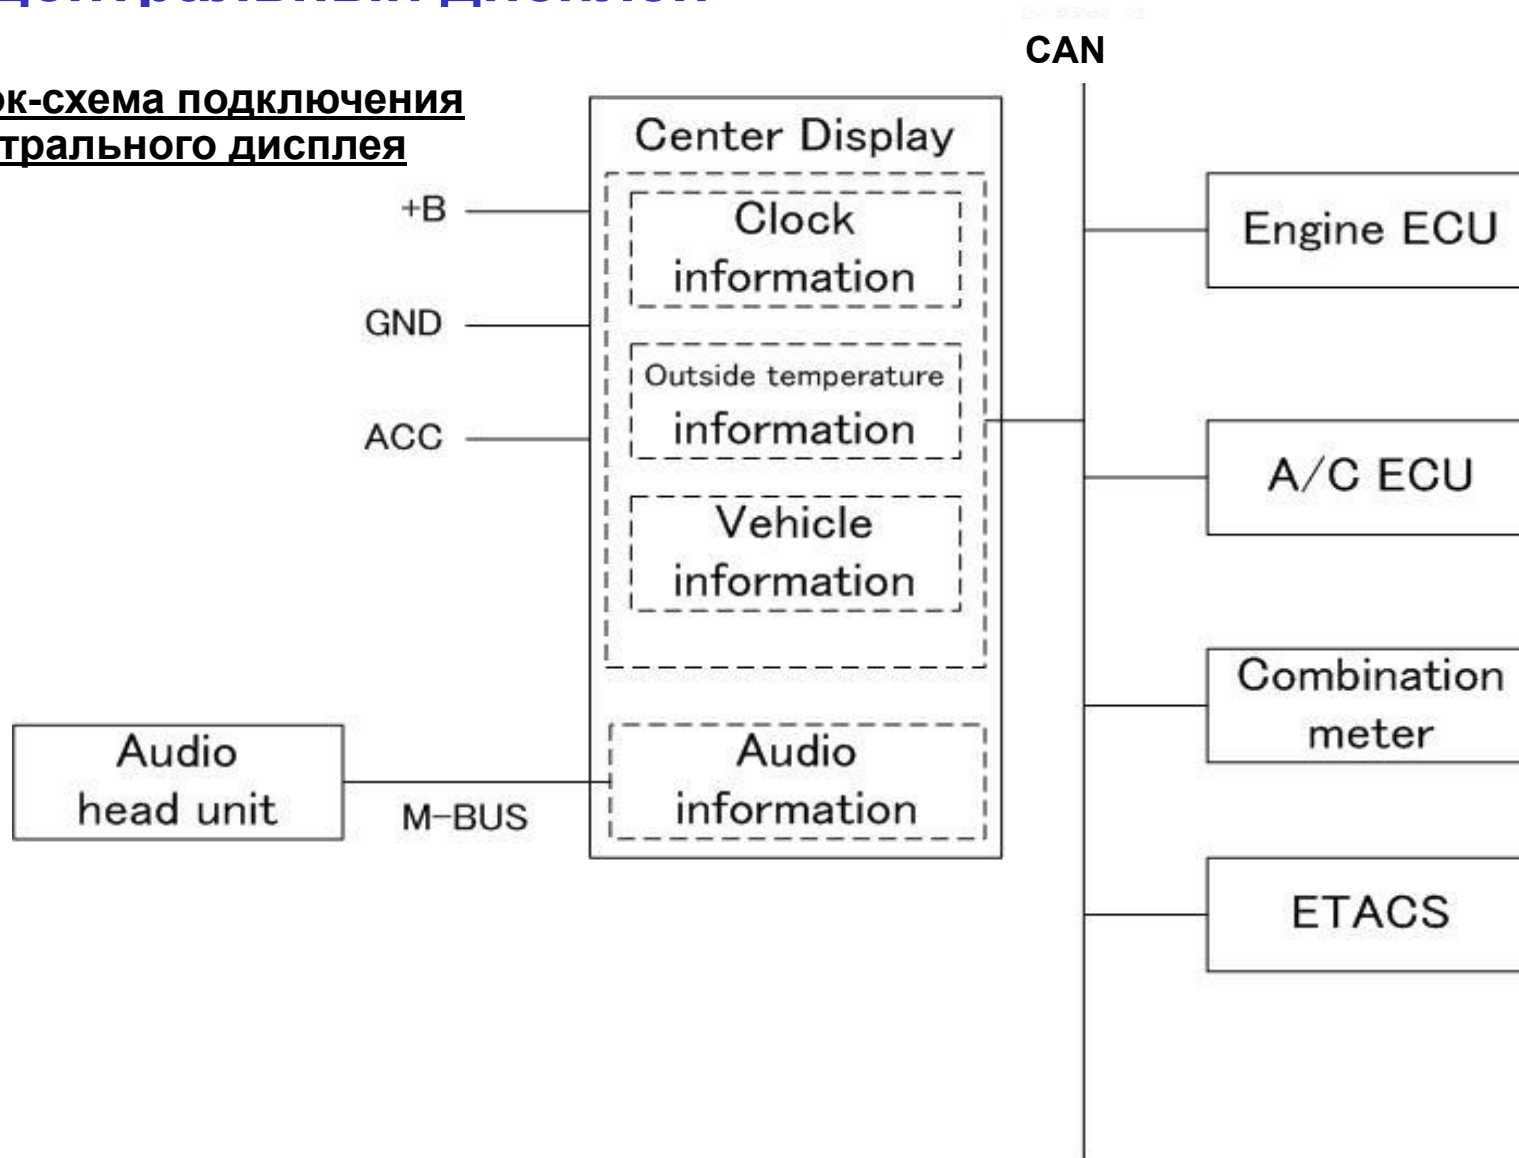 CAN
ок-схема подключения
трального дисплея
Center Display
+B
Clock
information
GND
Outside temperature
information
ACC
Vehicle
information
Audio
head unit
M-BUS
Audio
information
Engine ECU
A/C ECU
Combination
meter
ETACS